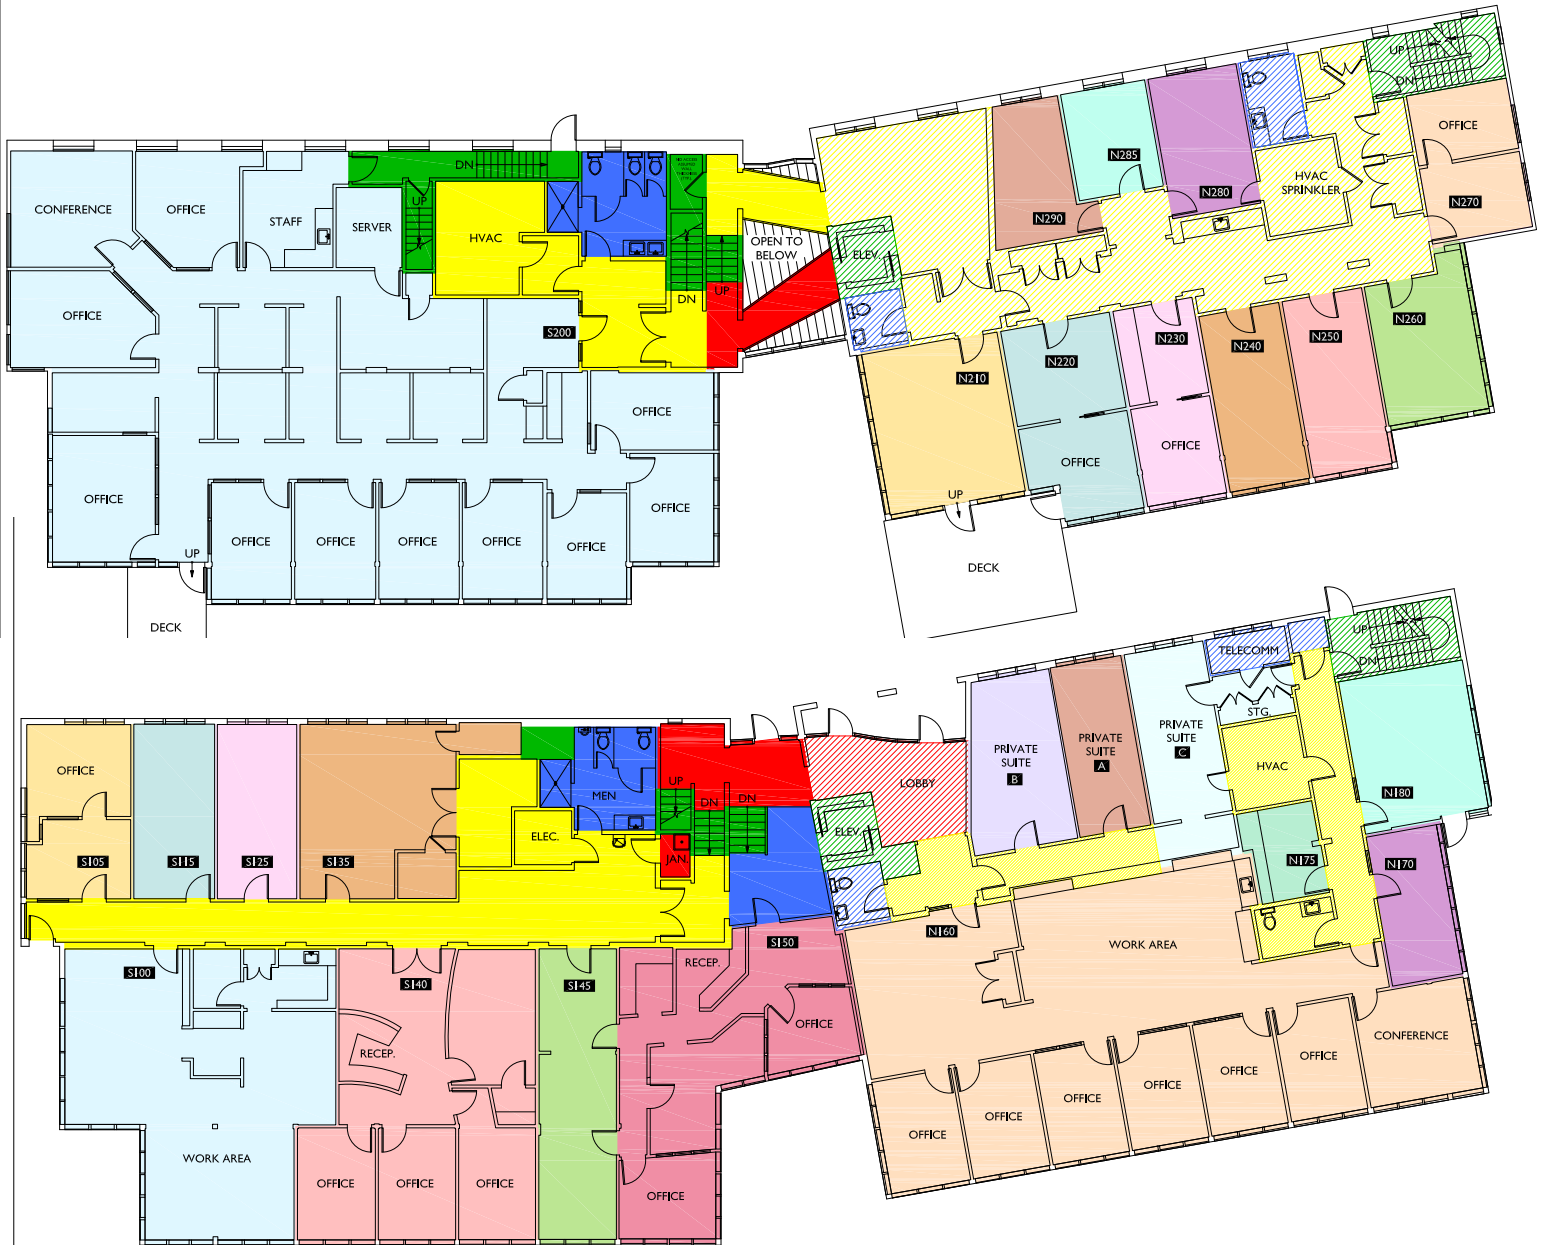 UP
DN
OFFICE
HVAC
SPRINKLER
N270
N285
N280
N290
DN
CONFERENCE
OFFICE
STAFF
SERVER
UP
HVAC
OPEN TO
BELOW
ELEV.
DN
UP
OFFICE
S200
N260
N250
N240
N230
N220
N210
OFFICE
OFFICE
OFFICE
OFFICE
OFFICE
UP
OFFICE
OFFICE
OFFICE
OFFICE
OFFICE
UP
DECK
DECK
UP
DN
TELECOMM
STG.
PRIVATE
SUITE
C
PRIVATE
SUITE
A
PRIVATE
SUITE
B
HVAC
LOBBY
N180
OFFICE
MEN
UP
DN
DN
ELEV.
ELEC.
JAN.
S105
S115
S125
S135
N175
N170
N160
WORK AREA
S150
RECEP.
S100
S140
S145
RECEP.
OFFICE
CONFERENCE
OFFICE
OFFICE
OFFICE
OFFICE
OFFICE
OFFICE
WORK AREA
OFFICE
OFFICE
OFFICE
OFFICE